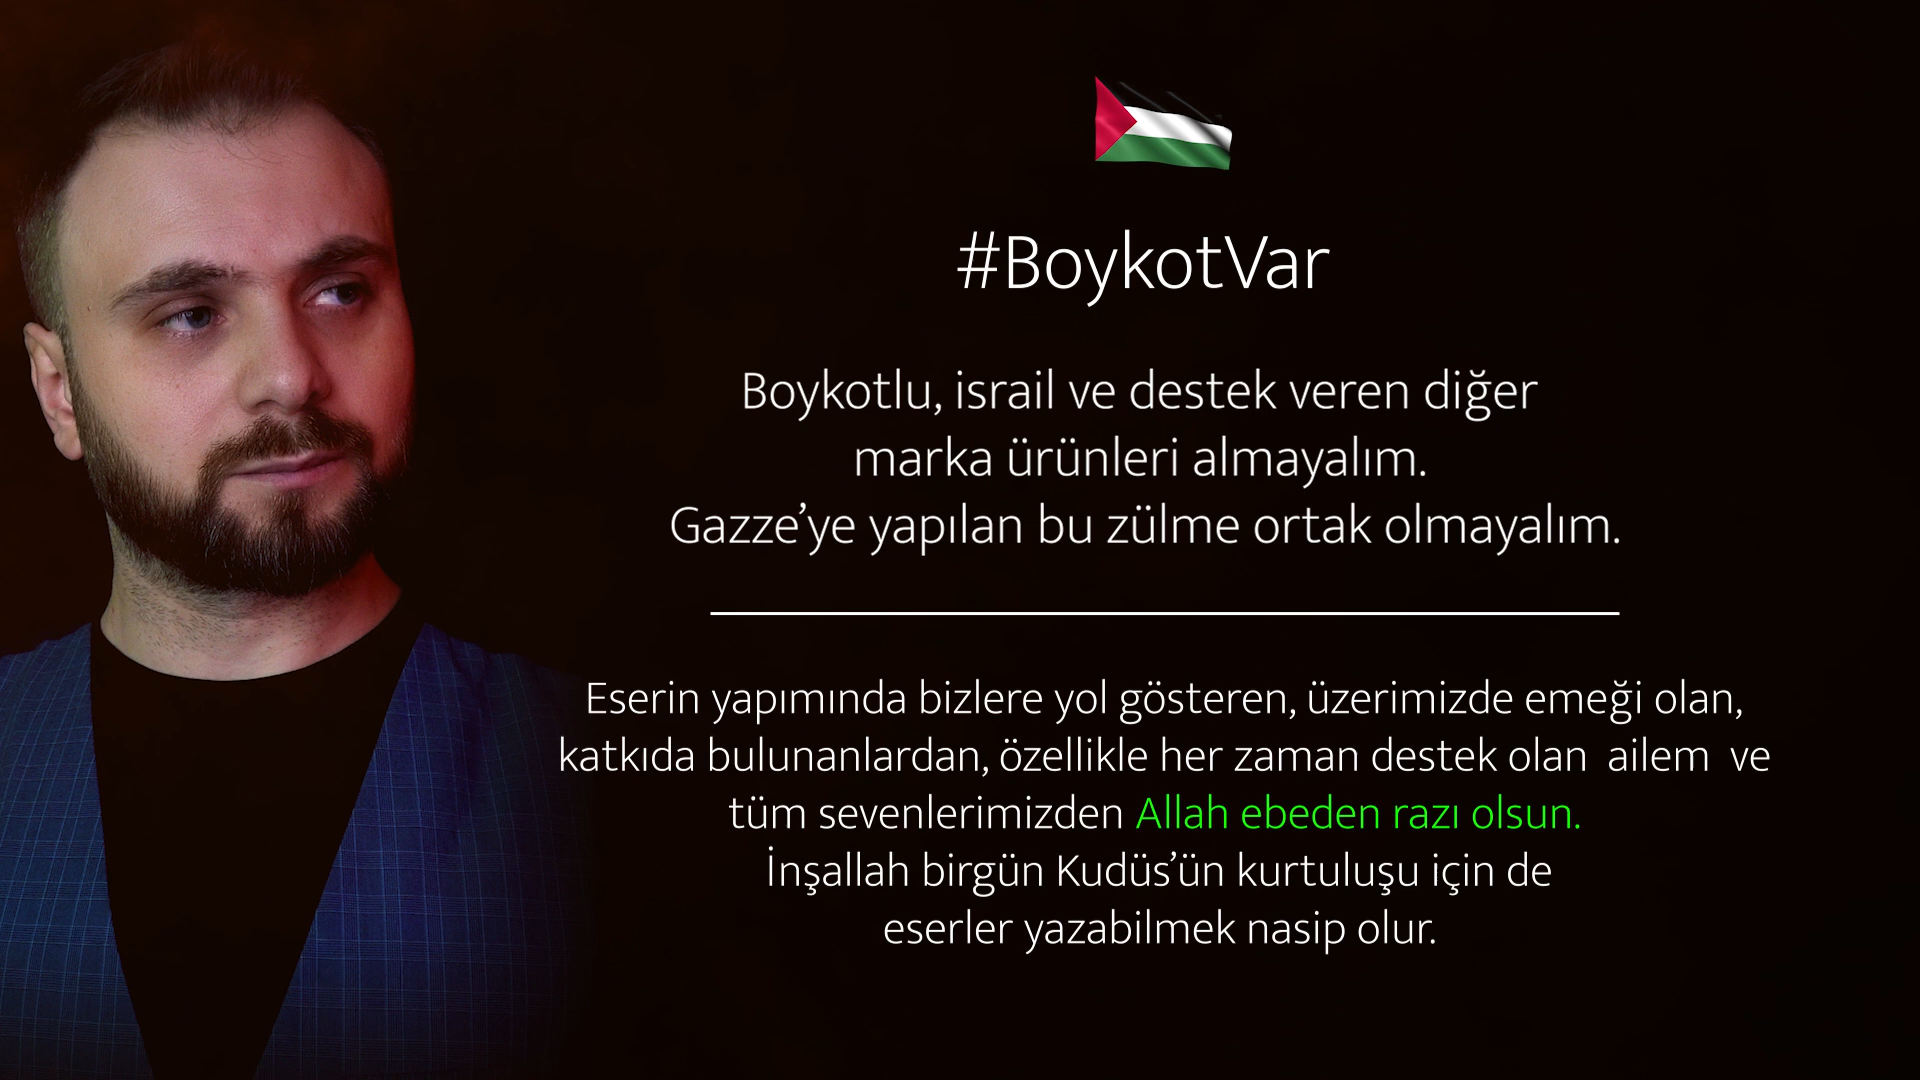 #BoykotVar
Boykotlu, israil ve destek veren diğer
marka ürünleri almayalım.
Gazze’ye yapılan bu zülme ortak olmayalım.
Eserin yapımında bizlere yol gösteren, üzerimizde emeği olan,
katkıda bulunanlardan, özellikle her zaman destek olan ailem ve
tüm sevenlerimizden Allah ebeden razı olsun.
İnşallah birgün Kudüs’ün kurtuluşu için de
eserler yazabilmek nasip olur.